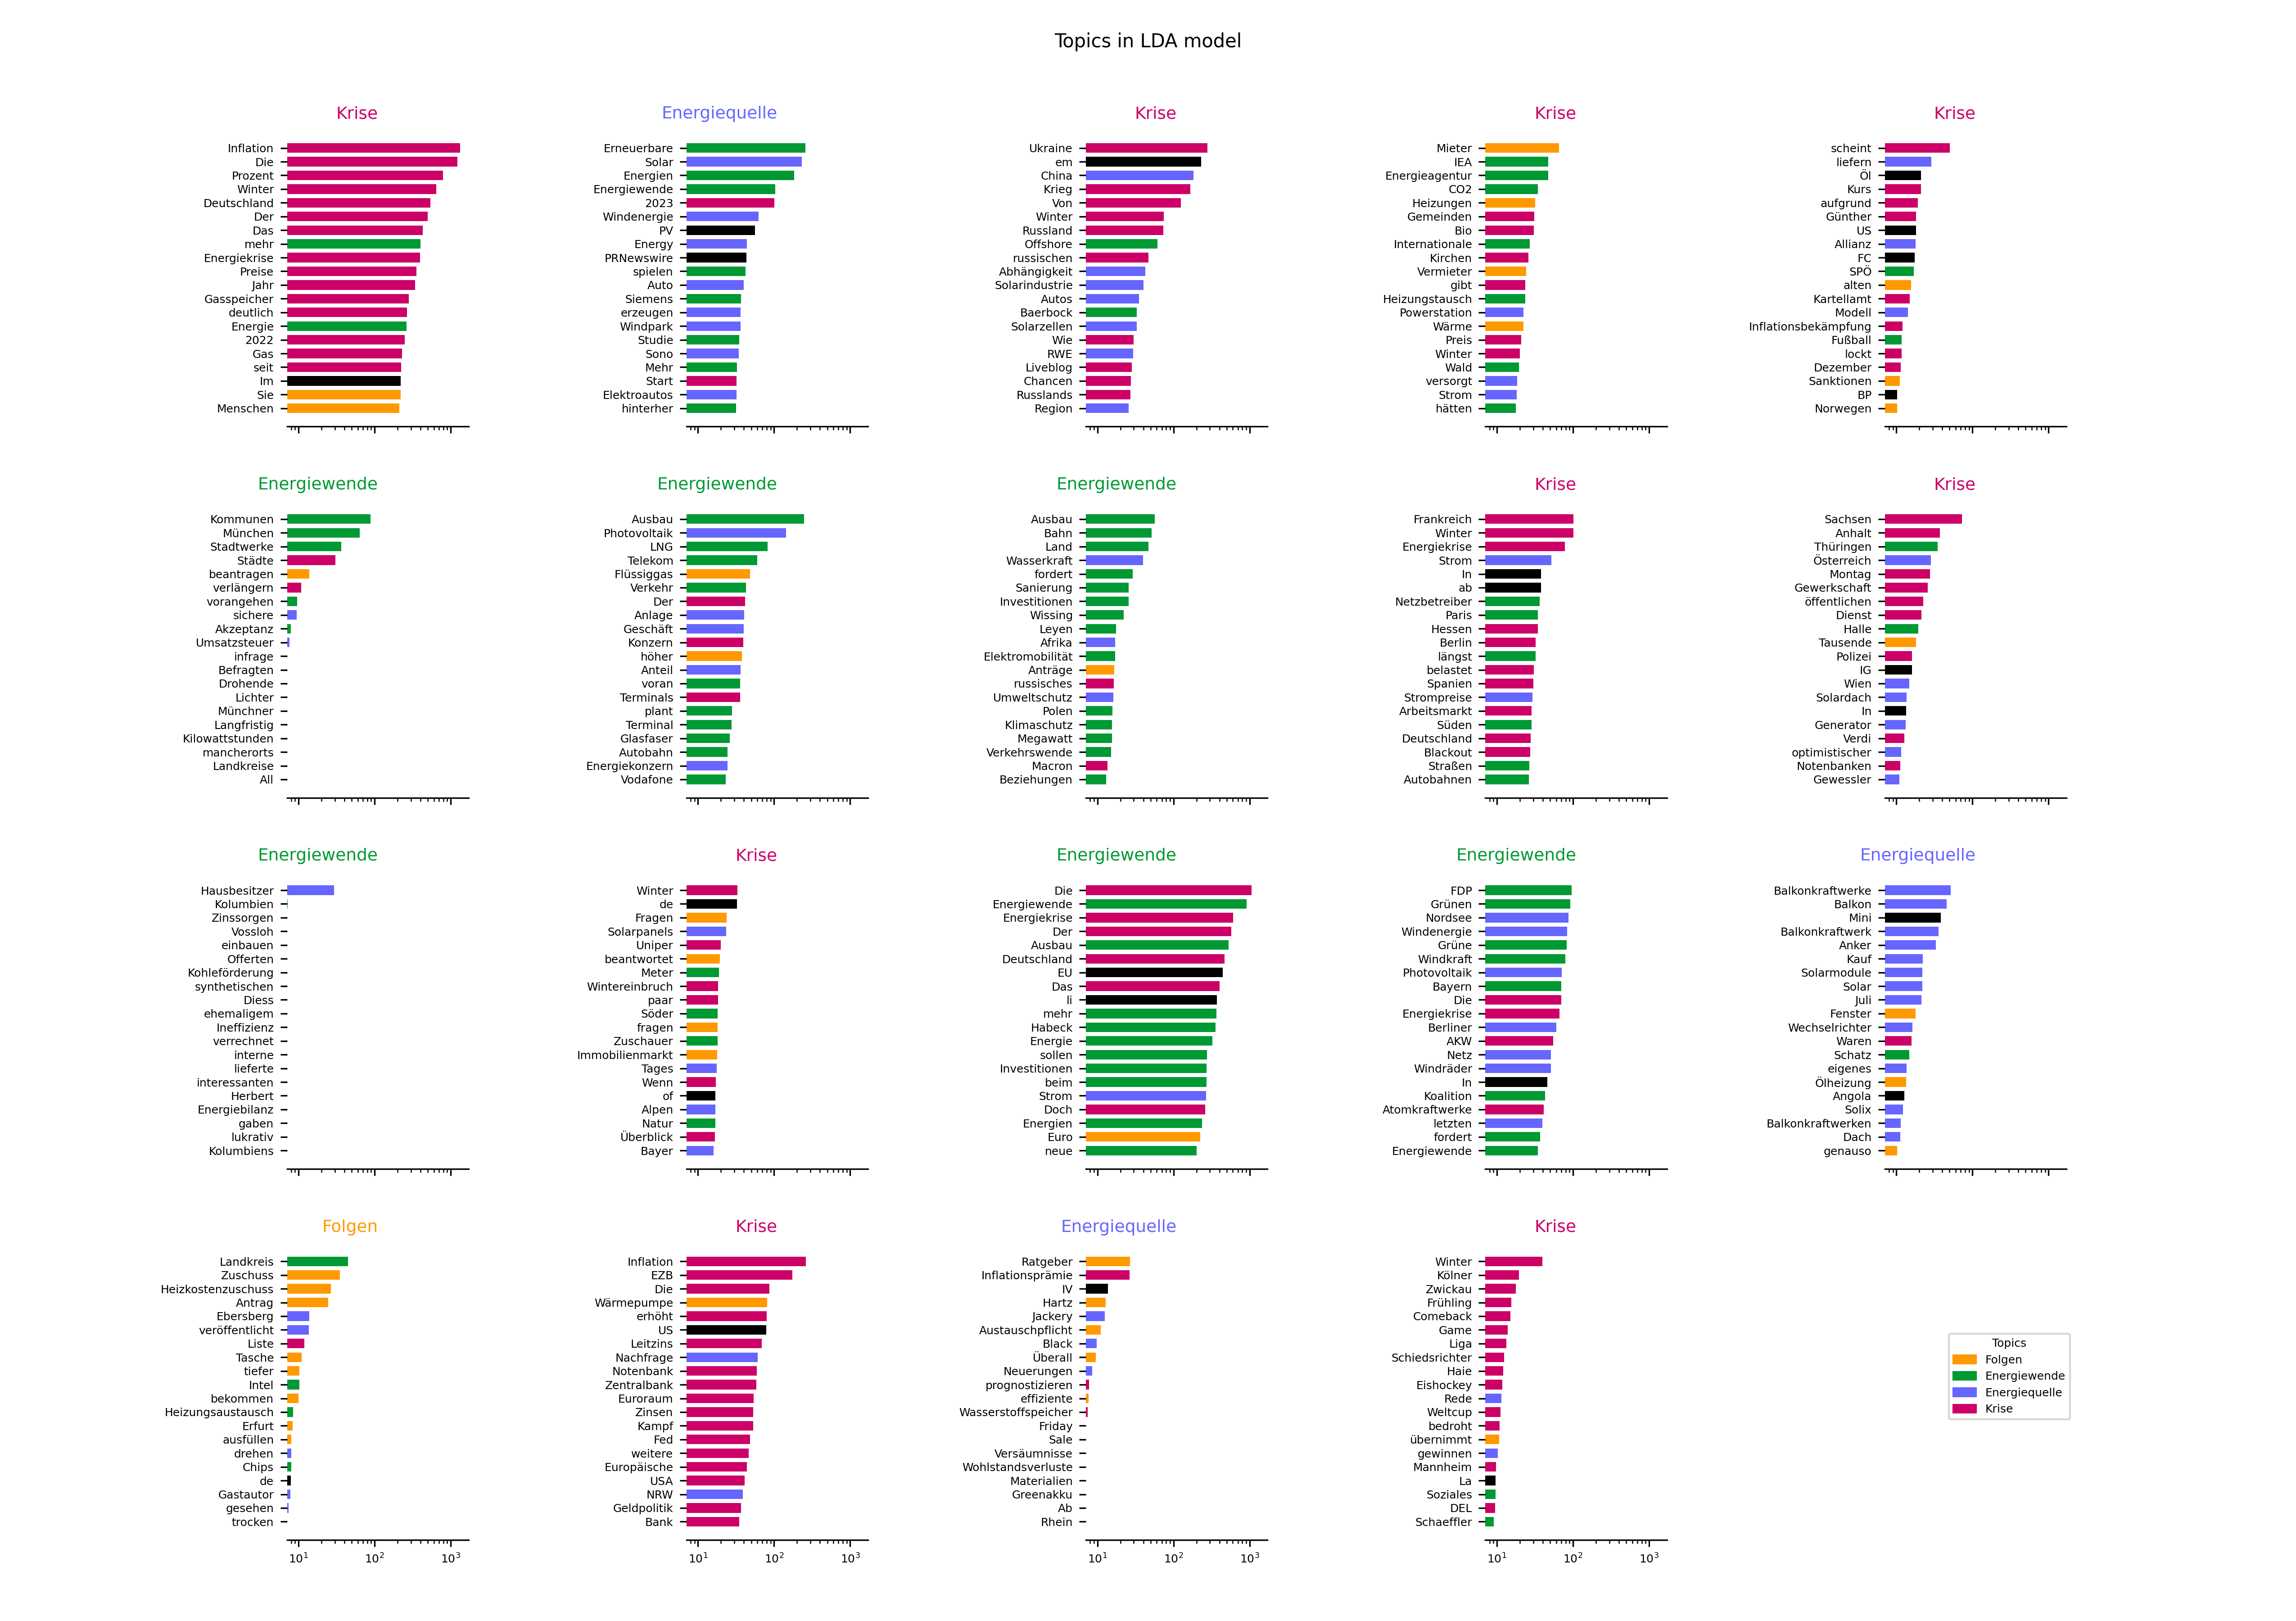 Topics in LDA model
Krise
Inflation
Die
Prozent
Winter
Deutschland
Der
Das
mehr
Energiekrise
Preise
Jahr
Gasspeicher
deutlich
Energie
2022
Gas
seit
Im
Sie
Menschen
Energiequelle
Erneuerbare
Solar
Energien
Energiewende
2023
Windenergie
PV
Energy
PRNewswire
spielen
Auto
Siemens
erzeugen
Windpark
Studie
Sono
Mehr
Start
Elektroautos
hinterher
Krise
Ukraine
em
China
Krieg
Von
Winter
Russland
Offshore
russischen
Abhängigkeit
Solarindustrie
Autos
Baerbock
Solarzellen
Wie
RWE
Liveblog
Chancen
Russlands
Region
Krise
Mieter
IEA
Energieagentur
CO2
Heizungen
Gemeinden
Bio
Internationale
Kirchen
Vermieter
gibt
Heizungstausch
Powerstation
Wärme
Preis
Winter
Wald
versorgt
Strom
hätten
Krise
scheint
liefern
Öl
Kurs
aufgrund
Günther
US
Allianz
FC
SPÖ
alten
Kartellamt
Modell
Inflationsbekämpfung
Fußball
lockt
Dezember
Sanktionen
BP
Norwegen
Energiewende
Kommunen
München
Stadtwerke
Städte
beantragen
verlängern
vorangehen
sichere
Akzeptanz
Umsatzsteuer
infrage
Befragten
Drohende
Lichter
Münchner
Langfristig
Kilowattstunden
mancherorts
Landkreise
All
Energiewende
Ausbau
Photovoltaik
LNG
Telekom
Flüssiggas
Verkehr
Der
Anlage
Geschäft
Konzern
höher
Anteil
voran
Terminals
plant
Terminal
Glasfaser
Autobahn
Energiekonzern
Vodafone
Energiewende
Ausbau
Bahn
Land
Wasserkraft
fordert
Sanierung
Investitionen
Wissing
Leyen
Afrika
Elektromobilität
Anträge
russisches
Umweltschutz
Polen
Klimaschutz
Megawatt
Verkehrswende
Macron
Beziehungen
Krise
Frankreich
Winter
Energiekrise
Strom
In
ab
Netzbetreiber
Paris
Hessen
Berlin
längst
belastet
Spanien
Strompreise
Arbeitsmarkt
Süden
Deutschland
Blackout
Straßen
Autobahnen
Krise
Sachsen
Anhalt
Thüringen
Österreich
Montag
Gewerkschaft
öffentlichen
Dienst
Halle
Tausende
Polizei
IG
Wien
Solardach
In
Generator
Verdi
optimistischer
Notenbanken
Gewessler
Energiewende
Hausbesitzer
Kolumbien
Zinssorgen
Vossloh
einbauen
Offerten
Kohleförderung
synthetischen
Diess
ehemaligem
Ineffizienz
verrechnet
interne
lieferte
interessanten
Herbert
Energiebilanz
gaben
lukrativ
Kolumbiens
Krise
Winter
de
Fragen
Solarpanels
Uniper
beantwortet
Meter
Wintereinbruch
paar
Söder
fragen
Zuschauer
Immobilienmarkt
Tages
Wenn
of
Alpen
Natur
Überblick
Bayer
Energiewende
Die
Energiewende
Energiekrise
Der
Ausbau
Deutschland
EU
Das
li
mehr
Habeck
Energie
sollen
Investitionen
beim
Strom
Doch
Energien
Euro
neue
Energiewende
FDP
Grünen
Nordsee
Windenergie
Grüne
Windkraft
Photovoltaik
Bayern
Die
Energiekrise
Berliner
AKW
Netz
Windräder
In
Koalition
Atomkraftwerke
letzten
fordert
Energiewende
Energiequelle
Balkonkraftwerke
Balkon
Mini
Balkonkraftwerk
Anker
Kauf
Solarmodule
Solar
Juli
Fenster
Wechselrichter
Waren
Schatz
eigenes
Ölheizung
Angola
Solix
Balkonkraftwerken
Dach
genauso
Folgen
Landkreis
Zuschuss
Heizkostenzuschuss
Antrag
Ebersberg
veröffentlicht
Liste
Tasche
tiefer
Intel
bekommen
Heizungsaustausch
Erfurt
ausfüllen
drehen
Chips
de
Gastautor
gesehen
trocken
10¹ 10² 10³
Krise
Inflation
EZB
Die
Wärmepumpe
erhöht
US
Leitzins
Nachfrage
Notenbank
Zentralbank
Euroraum
Zinsen
Kampf
Fed
weitere
Europäische
USA
NRW
Geldpolitik
Bank
10¹ 10² 10³
Energiequelle
Ratgeber
Inflationsprämie
IV
Hartz
Jackery
Austauschpflicht
Black
Überall
Neuerungen
prognostizieren
effiziente
Wasserstoffspeicher
Friday
Sale
Versäumnisse
Wohlstandsverluste
Materialien
Greenakku
Ab
Rhein
10¹ 10² 10³
Krise
Winter
Kölner
Zwickau
Frühling
Comeback
Game
Liga
Schiedsrichter
Haie
Eishockey
Rede
Weltcup
bedroht
übernimmt
gewinnen
Mannheim
La
Soziales
DEL
Schaeffler
10¹ 10² 10³
Topics
Folgen
Energiewende
Energiequelle
Krise